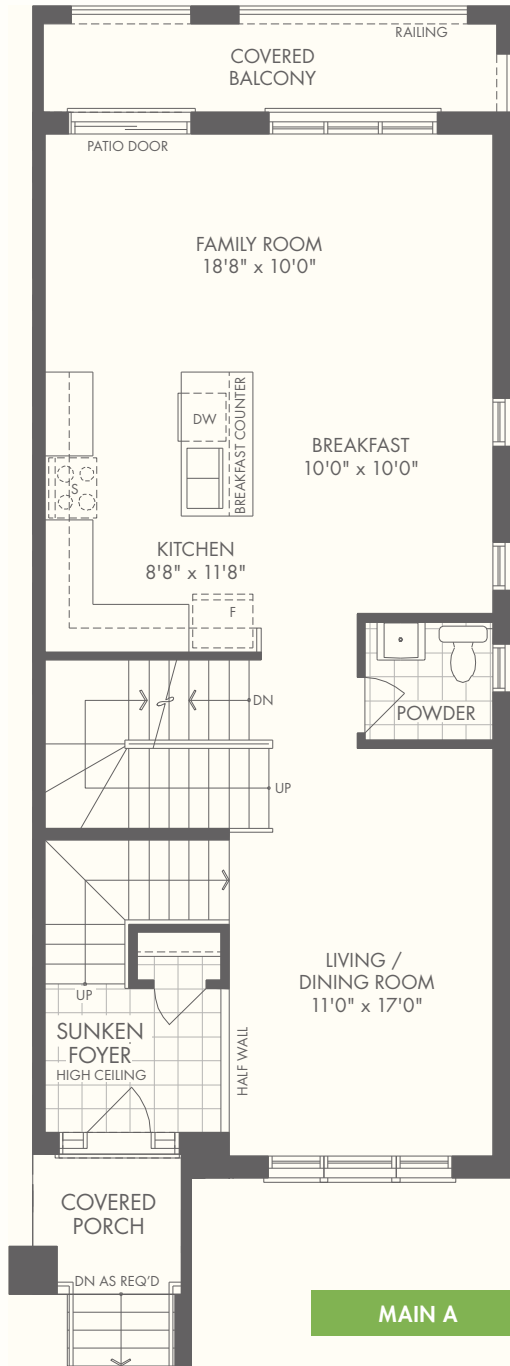 RAILING
COVERED
BALCONY
PATIO DOOR
FAMILY ROOM
18'8" x 10'0"
DW
BREAKFAST COUNTER
BREAKFAST
10'0" x 10'0"
S
KITCHEN
8'8" x 11'8"
F
DN
POWDER
UP
LIVING /
DINING ROOM
11'0" x 17'0"
UP
SUNKEN
FOYER
HIGH CEILING
HALF WALL
COVERED
PORCH
DN AS REQ'D
MAIN A